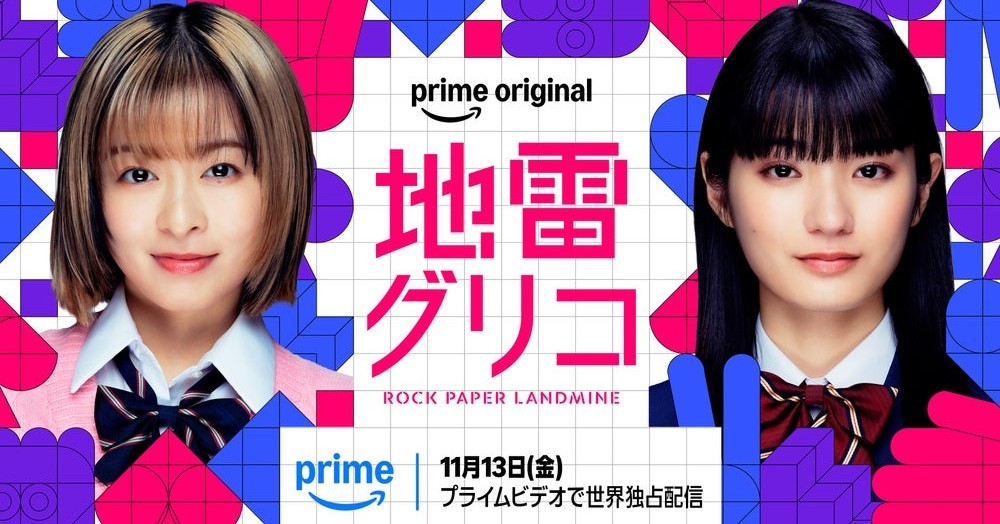 prime original
地雷
グリコ
ROCK PAPER LANDMINE
prime
11月13日(金)
プライムビデオで世界独占配信